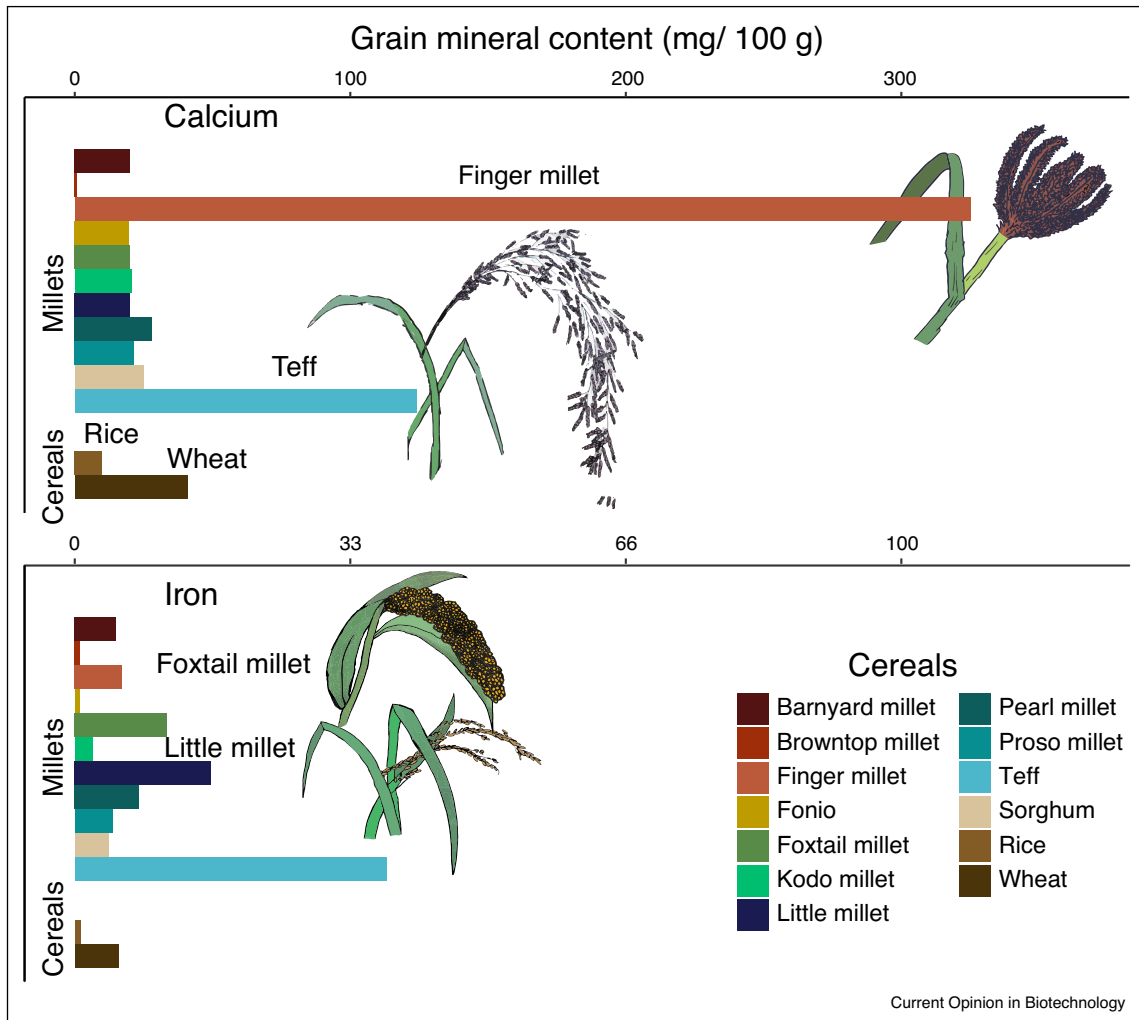 Grain mineral content (mg/ 100 g)
0 100 200 300
Calcium
Finger millet
Millets
Teff
Cereals
Rice
Wheat
0 33 66 100
Iron
Foxtail millet
Millets
Little millet
Cereals
Cereals
Barnyard millet
Browntop millet
Finger millet
Fonio
Foxtail millet
Kodo millet
Little millet
Pearl millet
Proso millet
Teff
Sorghum
Rice
Wheat
Current Opinion in Biotechnology